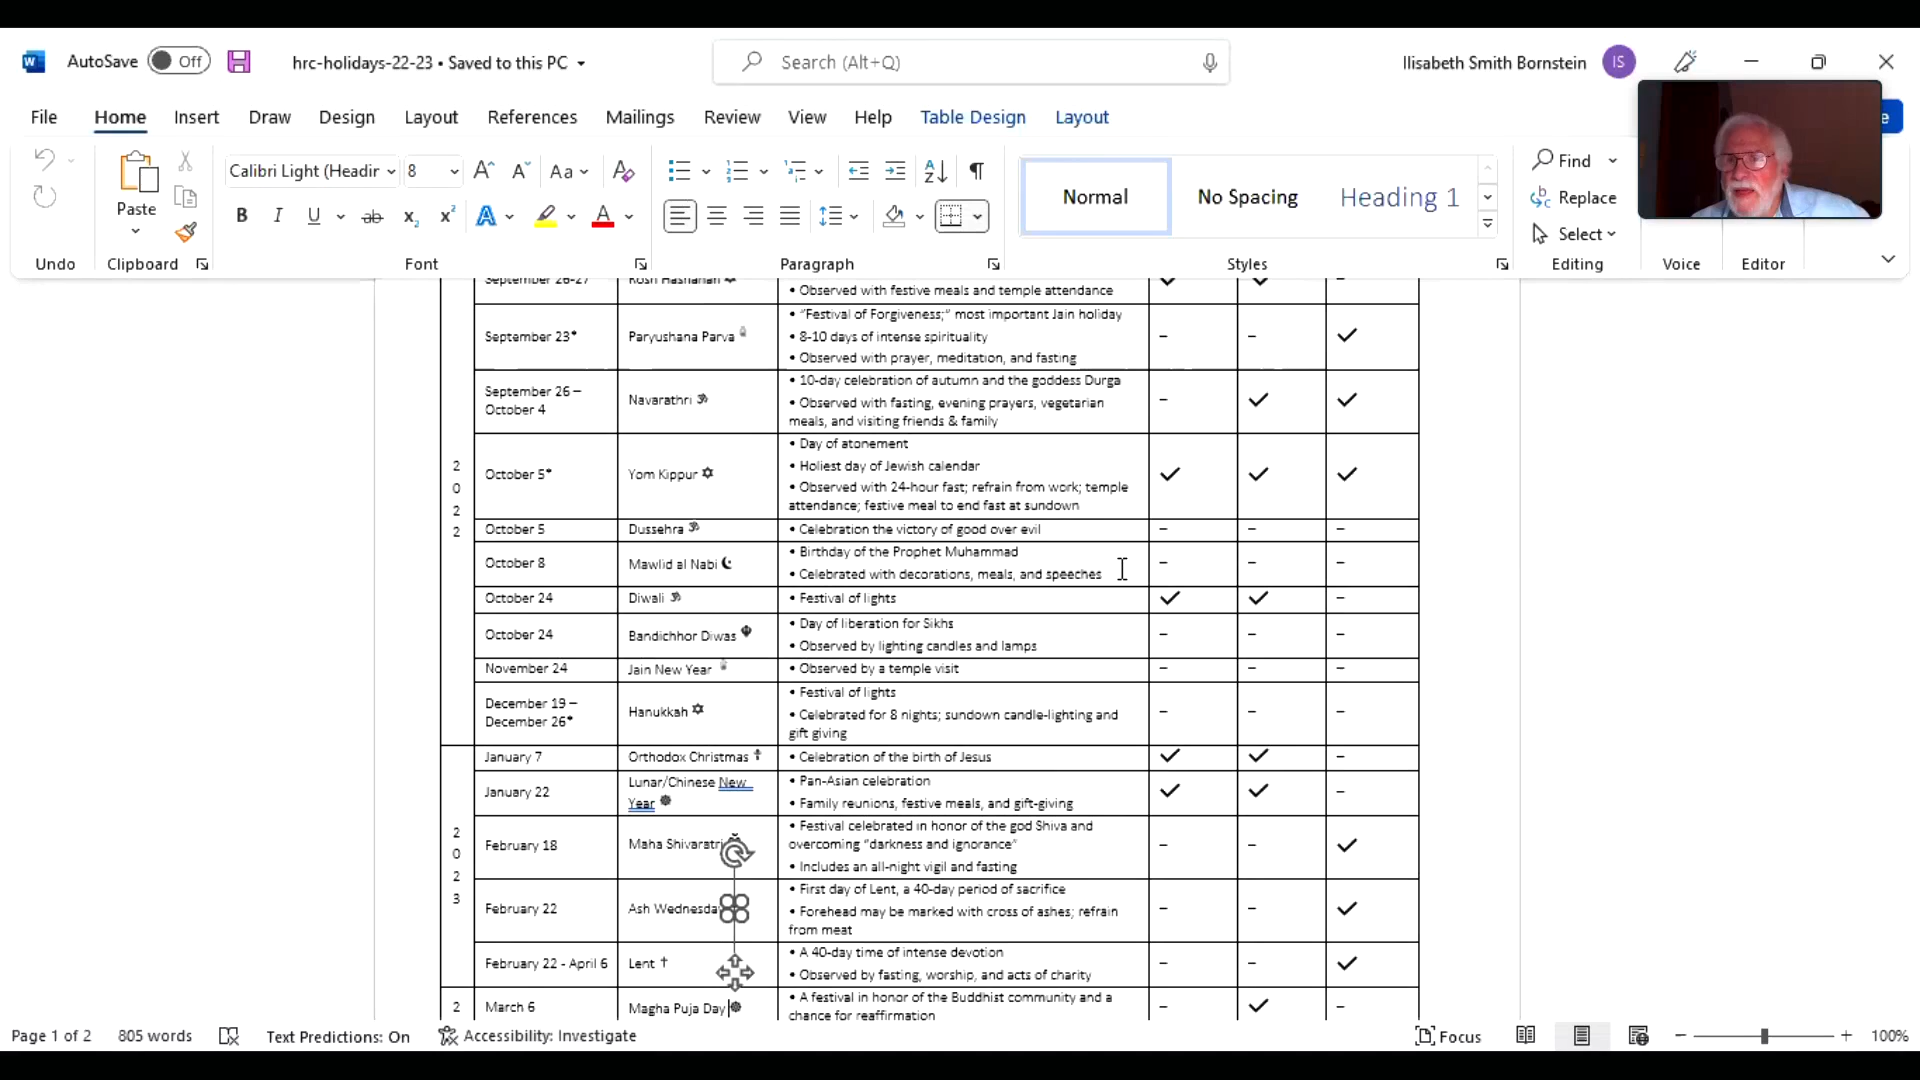 AutoSave Off hrc-holidays-22-23 • Saved to this PC Search (Alt+Q) Ilisabeth Smith Bornstein IS
File Home Insert Draw Design Layout References Mailings Review View Help Table Design Layout
Calibri Light (Headir 8 Aa
Paste
B I U ab x₂ x² A A
Normal No Spacing Heading 1
Find
Replace
Select
Undo Clipboard Font Paragraph Styles Editing Voice Editor
September 26-27 Rosh Hashanah ✡ • Observed with festive meals and temple attendance ✓ ✓ –
September 23* Paryushana Parva • “Festival of Forgiveness;” most important Jain holiday – – ✓
• 8-10 days of intense spirituality
• Observed with prayer, meditation, and fasting
September 26 –
October 4 Navarathri ॐ • 10-day celebration of autumn and the goddess Durga – ✓ ✓
• Observed with fasting, evening prayers, vegetarian
meals, and visiting friends & family
2
0
2
2
October 5* Yom Kippur ✡ • Day of atonement ✓ ✓ ✓
• Holiest day of Jewish calendar
• Observed with 24-hour fast; refrain from work; temple
attendance; festive meal to end fast at sundown
October 5 Dussehra ॐ • Celebration the victory of good over evil – – –
October 8 Mawlid al Nabi ☪ • Birthday of the Prophet Muhammad – – –
• Celebrated with decorations, meals, and speeches
October 24 Diwali ॐ • Festival of lights ✓ ✓ –
October 24 Bandichhor Diwas • Day of liberation for Sikhs – – –
• Observed by lighting candles and lamps
November 24 Jain New Year • Observed by a temple visit – – –
December 19 –
December 26* Hanukkah ✡ • Festival of lights – – –
• Celebrated for 8 nights; sundown candle-lighting and
gift giving
January 7 Orthodox Christmas • Celebration of the birth of Jesus ✓ ✓ –
January 22 Lunar/Chinese New
Year • Pan-Asian celebration ✓ ✓ –
• Family reunions, festive meals, and gift-giving
2
0
2
3
February 18 Maha Shivaratri • Festival celebrated in honor of the god Shiva and – – ✓
overcoming “darkness and ignorance”
• Includes an all-night vigil and fasting
February 22 Ash Wednesda • First day of Lent, a 40-day period of sacrifice – – ✓
• Forehead may be marked with cross of ashes; refrain
from meat
February 22 - April 6 Lent † • A 40-day time of intense devotion – – ✓
• Observed by fasting, worship, and acts of charity
2 March 6 Magha Puja Day • A festival in honor of the Buddhist community and a – ✓ –
chance for reaffirmation
Page 1 of 2 805 words Text Predictions: On Accessibility: Investigate Focus 100%